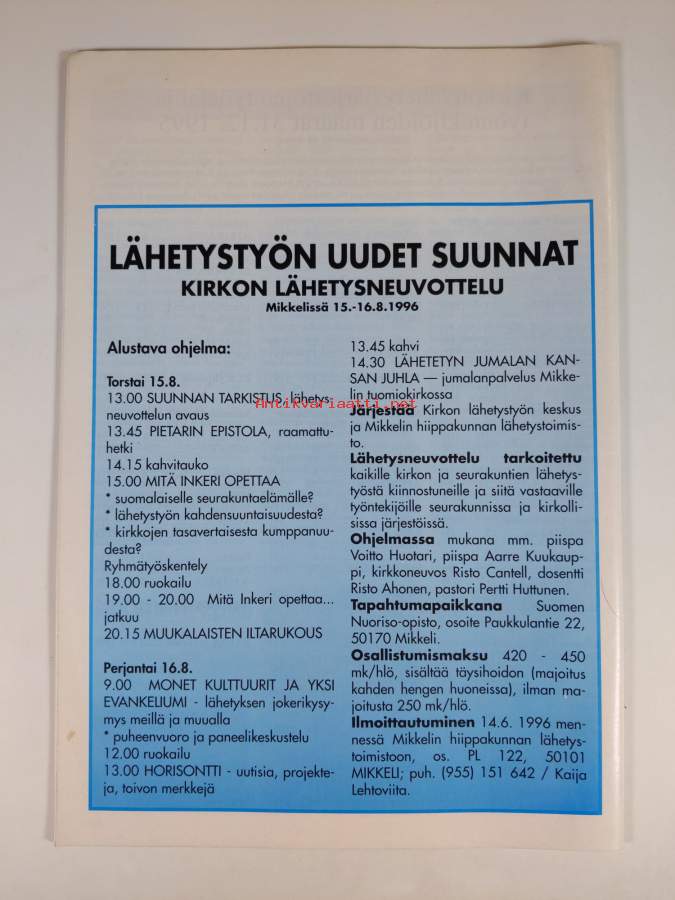 LÄHETYSTYÖN UUDET SUUNNAT
KIRKON LÄHETYSNEUVOTTELU
Mikkelissä 15.-16.8.1996
Alustava ohjelma:
Torstai 15.8.
13.00 SUUNNAN TARKISTUS, lähetys-
neuvottelun avaus
13.45 PIETARIN EPISTOLA, raamattu-
hetki
14.15 kahvitauko
15.00 MITÄ INKERI OPETTAA
* suomalaiselle seurakuntaelämälle?
* lähetystyön kahdensuuntaisuudesta?
* kirkkojen tasavertaisesta kumppanuu-
desta?
Ryhmätyöskentely
18.00 ruokailu
19.00 - 20.00 Mitä Inkeri opettaa...
jatkuu
20.15 MUUKALAISTEN ILTARUKOUS
Perjantai 16.8.
9.00 MONET KULTTUURIT JA YKSI
EVANKELIUMI - lähetyksen jokerikysy-
mys meillä ja muualla
* puheenvuoro ja paneelikeskustelu
12.00 ruokailu
13.00 HORISONTTI - uutisia, projekte-
ja, toivon merkkejä
13.45 kahvi
14.30 LÄHETETYN JUMALAN KAN-
SAN JUHLA — jumalanpalvelus Mikke-
lin tuomiokirkossa
Järjestää Kirkon lähetystyön keskus
ja Mikkelin hiippakunnan lähetystoimis-
to.
Lähetysneuvottelu tarkoitettu
kaikille kirkon ja seurakuntien lähetys-
työstä kiinnostuneille ja siitä vastaaville
työntekijöille seurakunnissa ja kirkolli-
sissa järjestöissä.
Ohjelmassa mukana mm. piispa
Voitto Huotari, piispa Aarre Kuukaup-
pi, kirkkoneuvos Risto Cantell, dosentti
Risto Ahonen, pastori Pertti Huttunen.
Tapahtumapaikkana Suomen
Nuoriso-opisto, osoite Paukkulantie 22,
50170 Mikkeli.
Osallistumismaksu 420 - 450
mk/hlö, sisältää täysihoidon (majoitus
kahden hengen huoneissa), ilman ma-
joitusta 250 mk/hlö.
Ilmoittautuminen 14.6. 1996 men-
nessä Mikkelin hiippakunnan lähetys-
toimistoon, os. PL 122, 50101
MIKKELI; puh. (955) 151 642 / Kaija
Lehtoviita.
Antikvariaatti.net